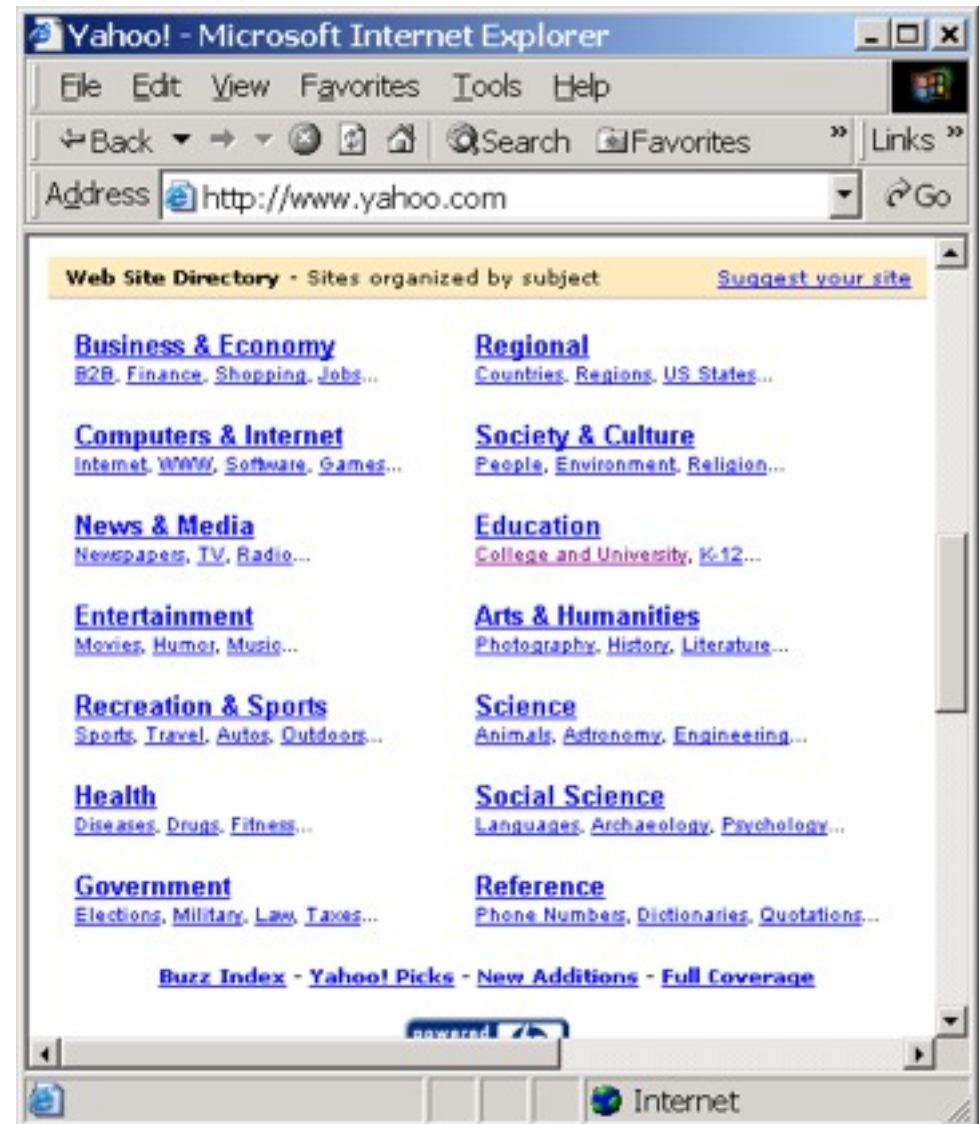 Yahoo! - Microsoft Internet Explorer
File Edit View Favorites Tools Help
Back Search Favorites » Links »
Address http://www.yahoo.com Go
Web Site Directory - Sites organized by subject Suggest your site
Business & Economy
B2B, Finance, Shopping, Jobs...
Regional
Countries, Regions, US States...
Computers & Internet
Internet, WWW, Software, Games...
Society & Culture
People, Environment, Religion...
News & Media
Newspapers, TV, Radio...
Education
College and University, K-12...
Entertainment
Movies, Humor, Music...
Arts & Humanities
Photography, History, Literature...
Recreation & Sports
Sports, Travel, Autos, Outdoors...
Science
Animals, Astronomy, Engineering...
Health
Diseases, Drugs, Fitness...
Social Science
Languages, Archaeology, Psychology...
Government
Elections, Military, Law, Taxes...
Reference
Phone Numbers, Dictionaries, Quotations...
Buzz Index - Yahoo! Picks - New Additions - Full Coverage
powered
Internet